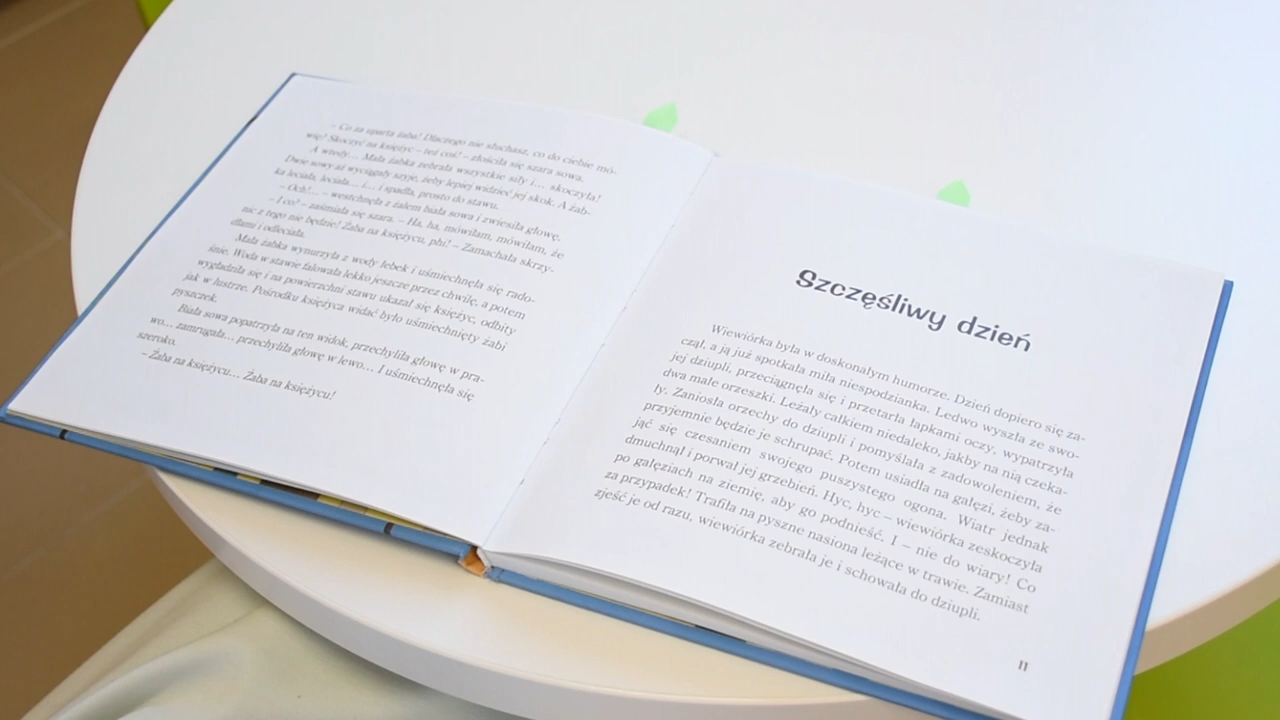 – Co za uparta żaba! Dlaczego nie słuchasz, co do ciebie mó-
wię? Skoczyć na księżyc – też coś! – złościła się szara sowa.
A wtedy… Mała żabka zebrała wszystkie siły i… skoczyła!
Dwie sowy aż wyciągały szyje, żeby lepiej widzieć jej skok. A żab-
ka leciała, leciała… i… i spadła, prosto do stawu.
– Och!… – westchnęła z żalem biała sowa i zwiesiła głowę.
– I co? – zaśmiała się szara. – Ha, ha, mówiłam, mówiłam, że
nic z tego nie będzie! Żaba na księżycu, phi! – Zamachała skrzy-
dłami i odleciała.
Mała żabka wynurzyła z wody łebek i uśmiechnęła się rado-
śnie. Woda w stawie falowała lekko jeszcze przez chwilę, a potem
wygładziła się i na powierzchni stawu ukazał się księżyc, odbity
jak w lustrze. Pośrodku księżyca widać było uśmiechnięty żabi
pyszczek.
Biała sowa popatrzyła na ten widok, przechyliła głowę w pra-
wo… zamrugała… przechyliła głowę w lewo… I uśmiechnęła się
szeroko.
– Żaba na księżycu… Żaba na księżycu!
Szczęśliwy dzień
Wiewiórka była w doskonałym humorze. Dzień dopiero się za-
czął, a ją już spotkała miła niespodzianka. Ledwo wyszła ze swo-
jej dziupli, przeciągnęła się i przetarła łapkami oczy, wypatrzyła
dwa małe orzeszki. Leżały całkiem niedaleko, jakby na nią czeka-
ły. Zaniosła orzechy do dziupli i pomyślała z zadowoleniem, że
przyjemnie będzie je schrupać. Potem usiadła na gałęzi, żeby za-
jąć się czesaniem swojego puszystego ogona. Wiatr jednak
dmuchnął i porwał jej grzebień. Hyc, hyc – wiewiórka zeskoczyła
po gałęziach na ziemię, aby go podnieść. I – nie do wiary! Co
za przypadek! Trafiła na pyszne nasiona leżące w trawie. Zamiast
zjeść je od razu, wiewiórka zebrała je i schowała do dziupli.
11